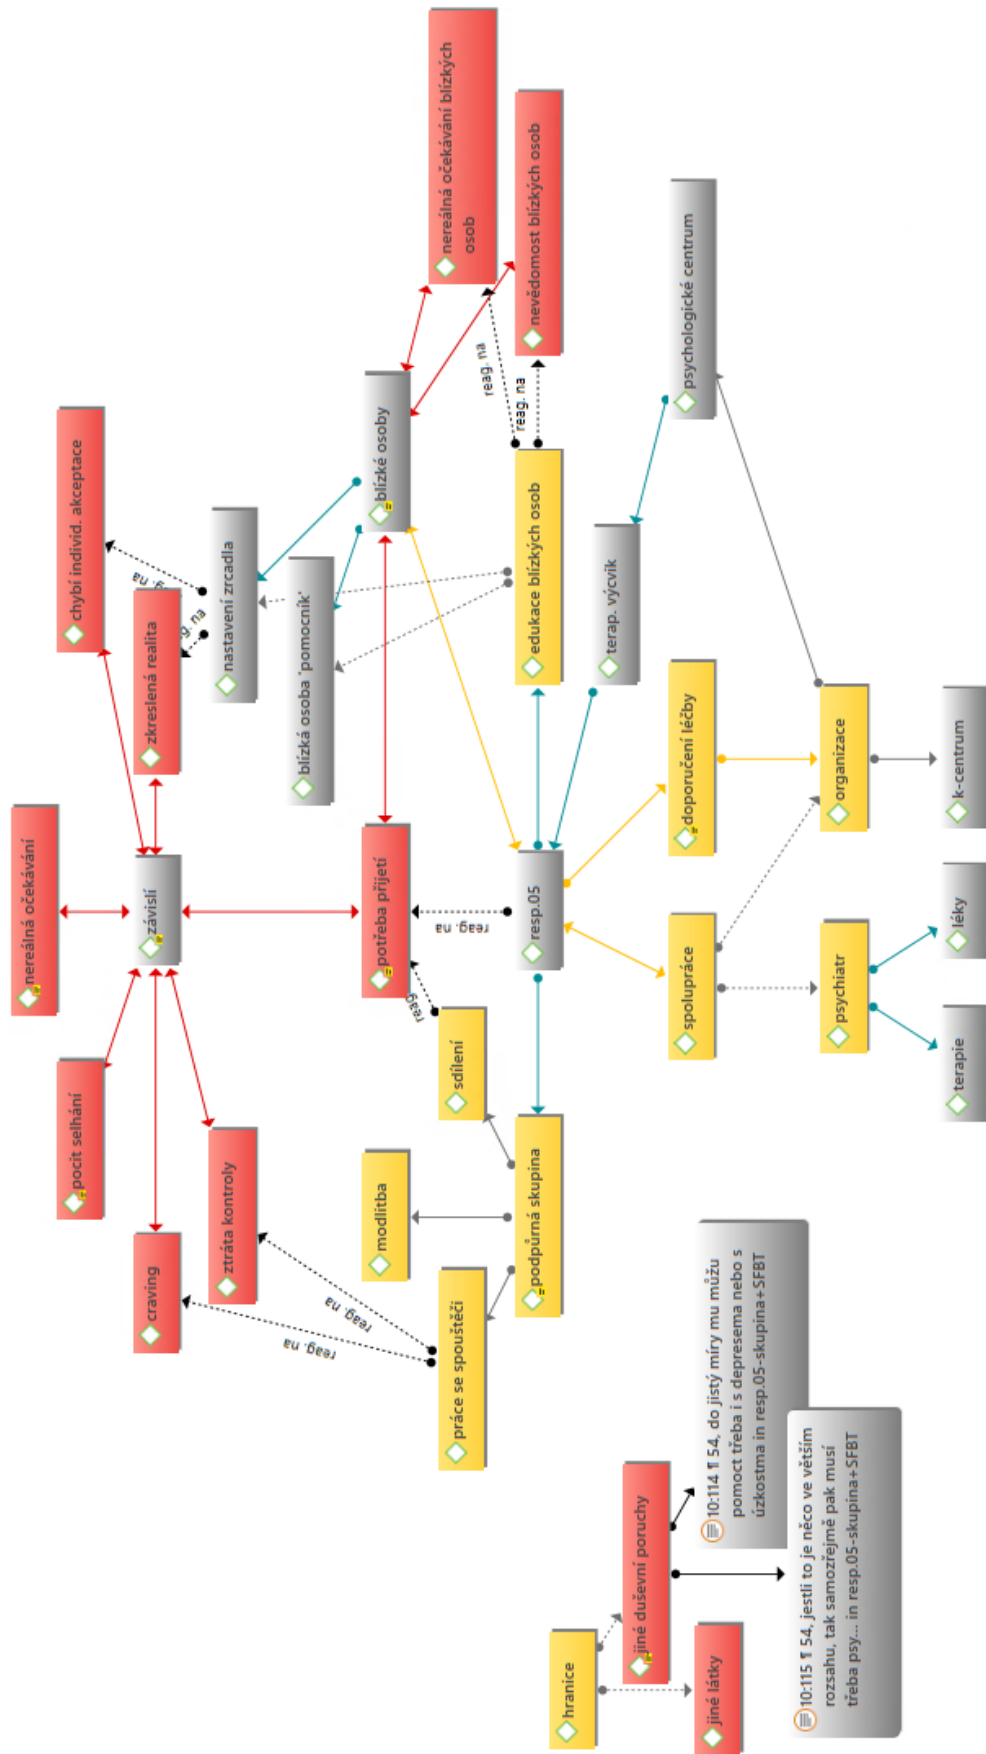 nereálná očekávání
pocit selhání
craving
ztráta kontroly
závislí
zkreslená realita
chybí individ. akceptace
reag. na
ag. na
nastavení zrcadla
blízká osoba 'pomocník'
blízké osoby
nereálná očekávání blízkých
osob
nevědomost blízkých osob
reag. na
reag. na
reag. na
reag. na
práce se spouštěči
modlitba
sdílení
reag.
potřeba přijetí
reag. na
podpůrná skupina
resp.05
edukace blízkých osob
terap. výcvik
psychologické centrum
spolupráce
doporučení léčby
psychiatr
organizace
terapie
léky
k-centrum
hranice
jiné duševní poruchy
jiné látky
10:114 ¶ 54, do jistý míry mu můžu
pomoct třeba i s depresema nebo s
úzkostma in resp.05-skupina+SFBT
10:115 ¶ 54, jestli to je něco ve větším
rozsahu, tak samozřejmě pak musí
třeba psy... in resp.05-skupina+SFBT